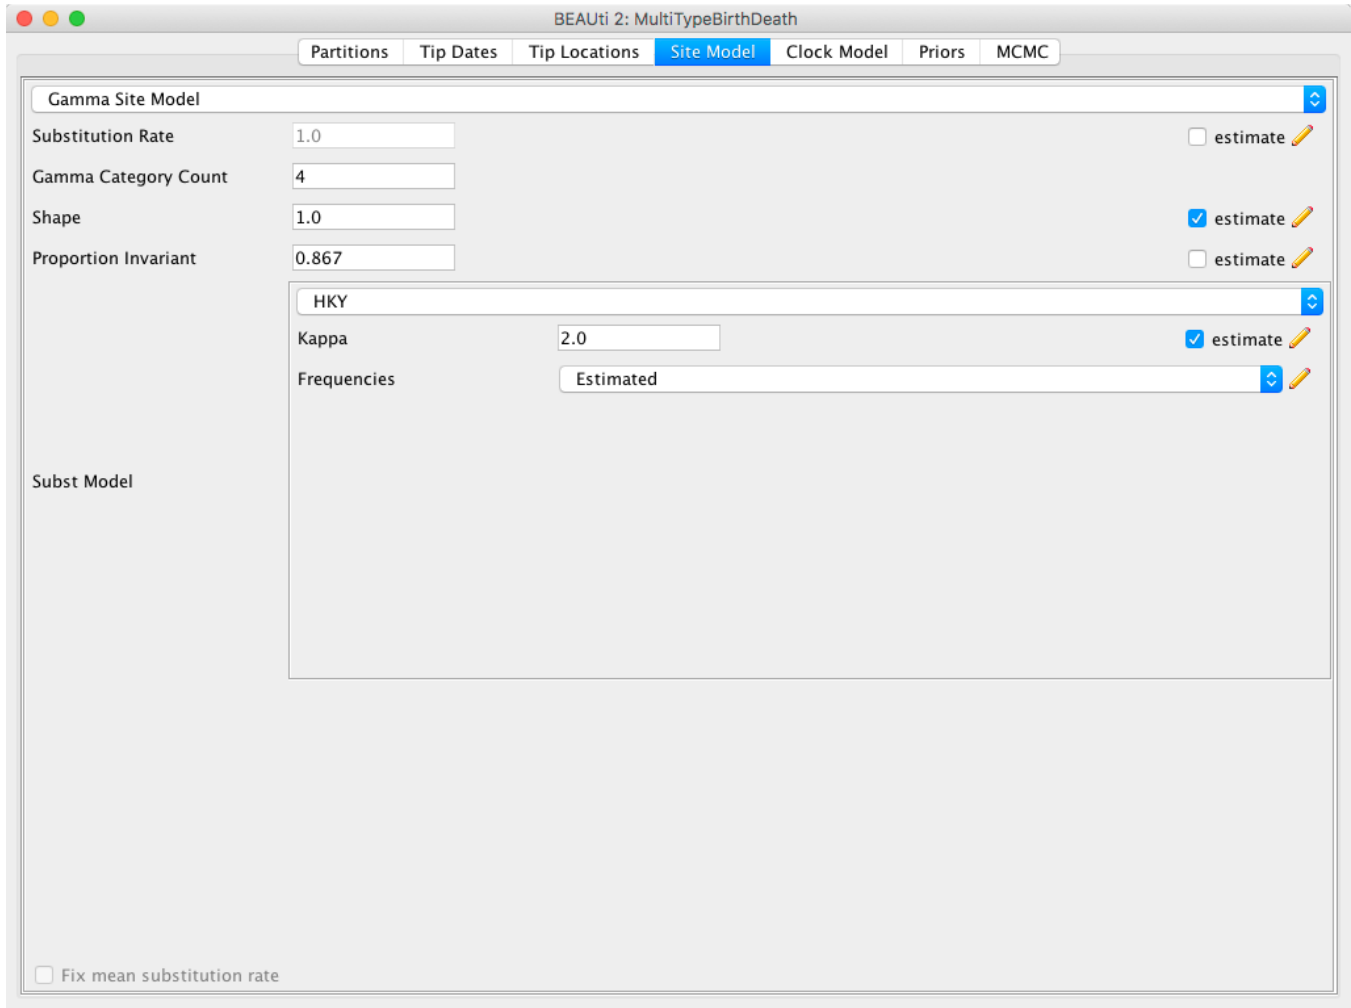 BEAUti 2: MultiTypeBirthDeath
Partitions Tip Dates Tip Locations Site Model Clock Model Priors MCMC
Gamma Site Model
Substitution Rate 1.0 estimate
Gamma Category Count 4
Shape 1.0 estimate
Proportion Invariant 0.867 estimate
HKY
Kappa 2.0 estimate
Frequencies Estimated
Subst Model
Fix mean substitution rate